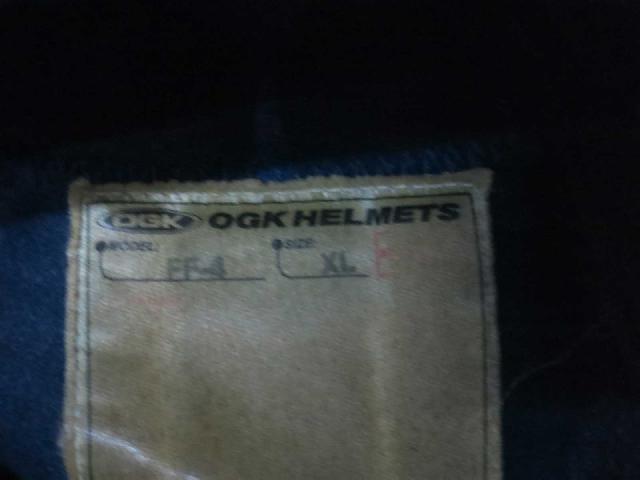 OGK OGK HELMETS
MODEL: SIZE:
FF-4 XL E